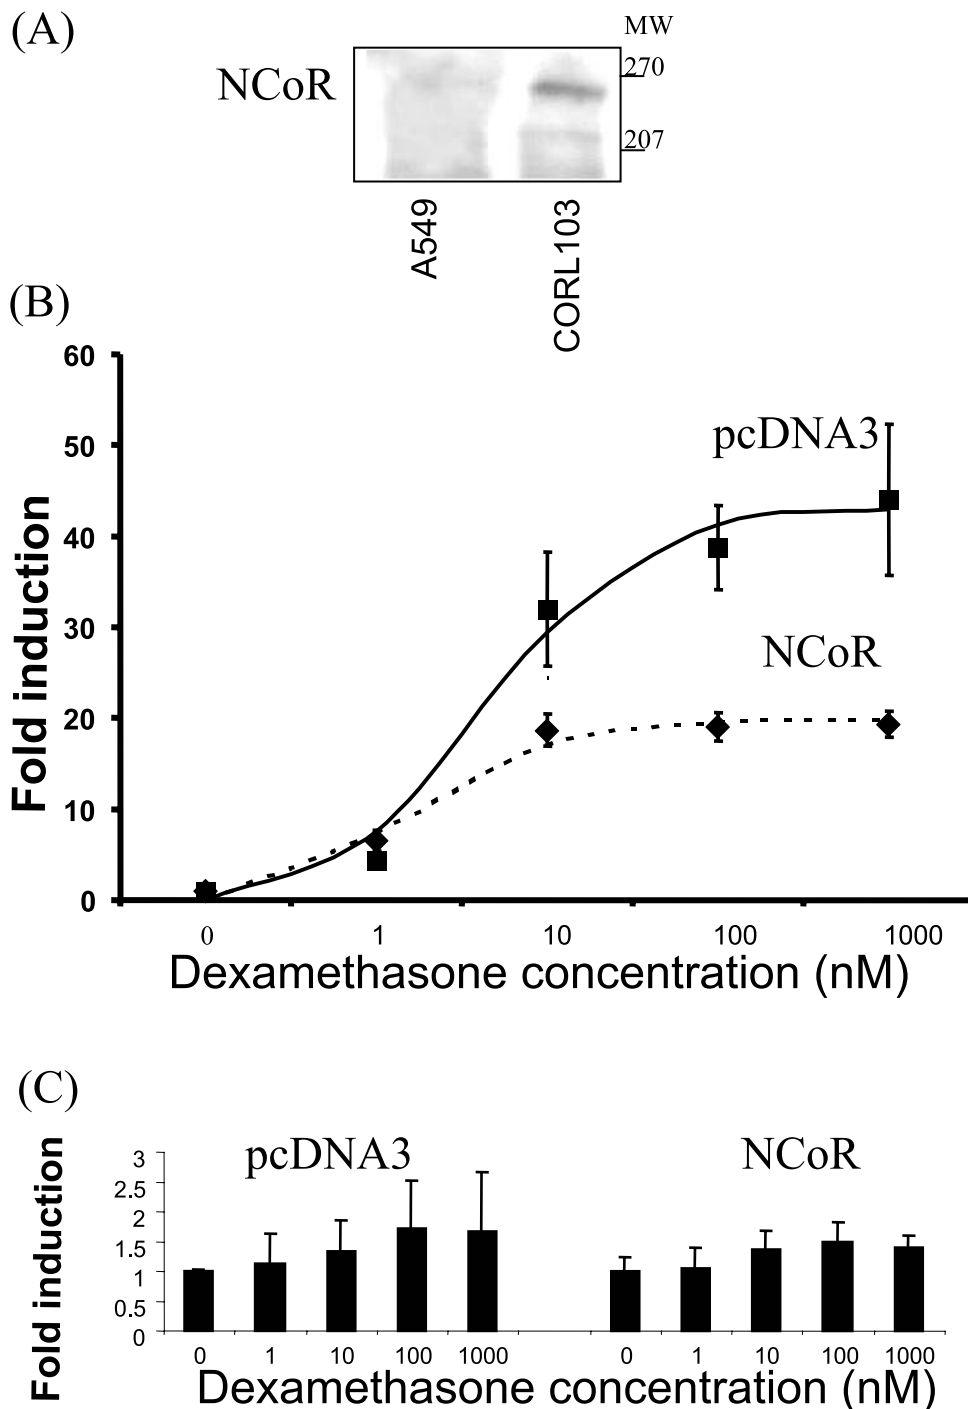 (A)
MW
NCoR
270
207
A549
CORL103
(B)
60
50
40
30
20
10
0
Fold induction
pcDNA3
NCoR
0 1 10 100 1000
Dexamethasone concentration (nM)
(C)
pcDNA3 NCoR
Fold induction
3
2.5
2
1.5
1
0.5
0
0 1 10 100 1000 0 1 10 100 1000
Dexamethasone concentration (nM)